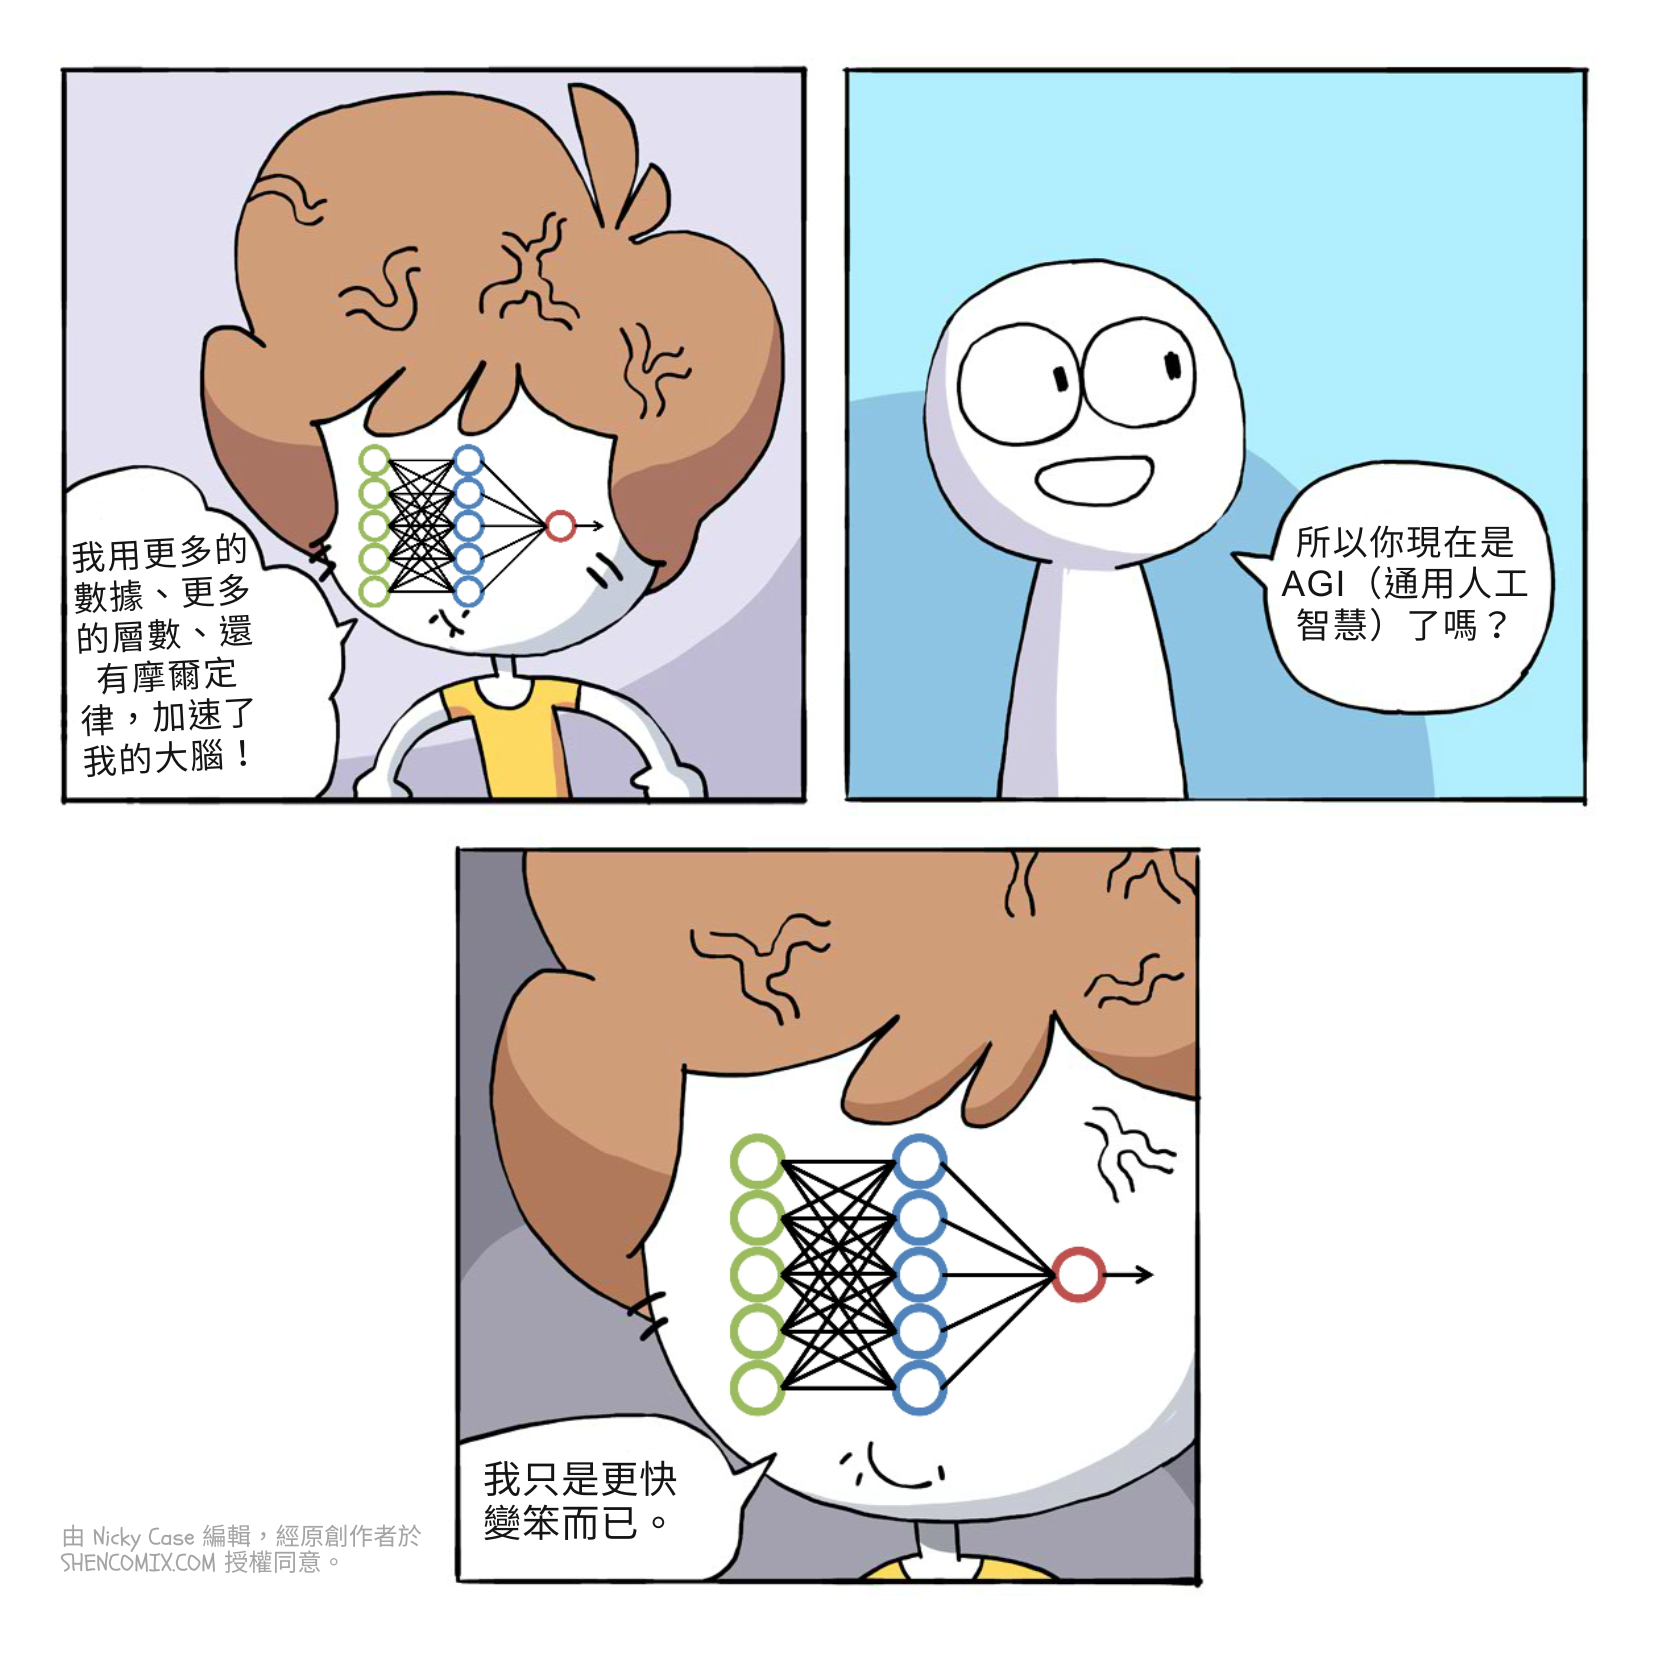 我用更多的
數據、更多
的層數、還
有摩爾定
律，加速了
我的大腦！
所以你現在是
AGI（通用人工
智慧）了嗎？
我只是更快
變笨而已。
由 Nicky Case 編輯，經原創作者於
SHENCOMIX.COM 授權同意。